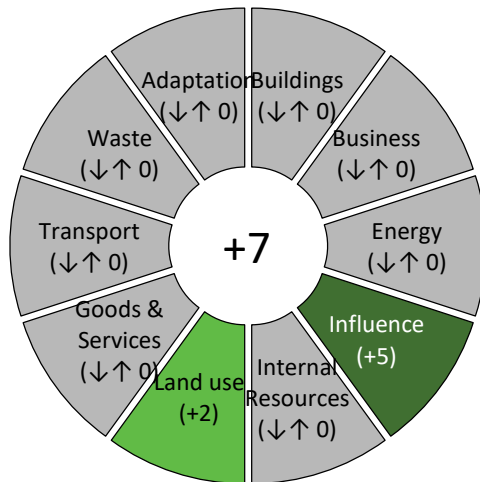 Adaptation
(↓↑ 0)
Buildings
(↓↑ 0)
Waste
(↓↑ 0)
Business
(↓↑ 0)
Transport
(↓↑ 0)
+7
Energy
(↓↑ 0)
Goods &
Services
(↓↑ 0)
Influence
(+5)
Land use
(+2)
Internal
Resources
(↓↑ 0)